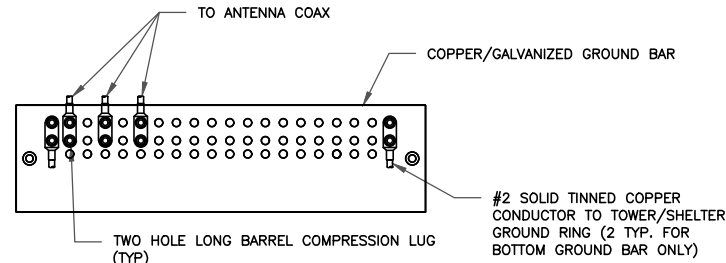 TO ANTENNA COAX
COPPER/GALVANIZED GROUND BAR
#2 SOLID TINNED COPPER
CONDUCTOR TO TOWER/SHELTER
GROUND RING (2 TYP. FOR
BOTTOM GROUND BAR ONLY)
TWO HOLE LONG BARREL COMPRESSION LUG
(TYP)